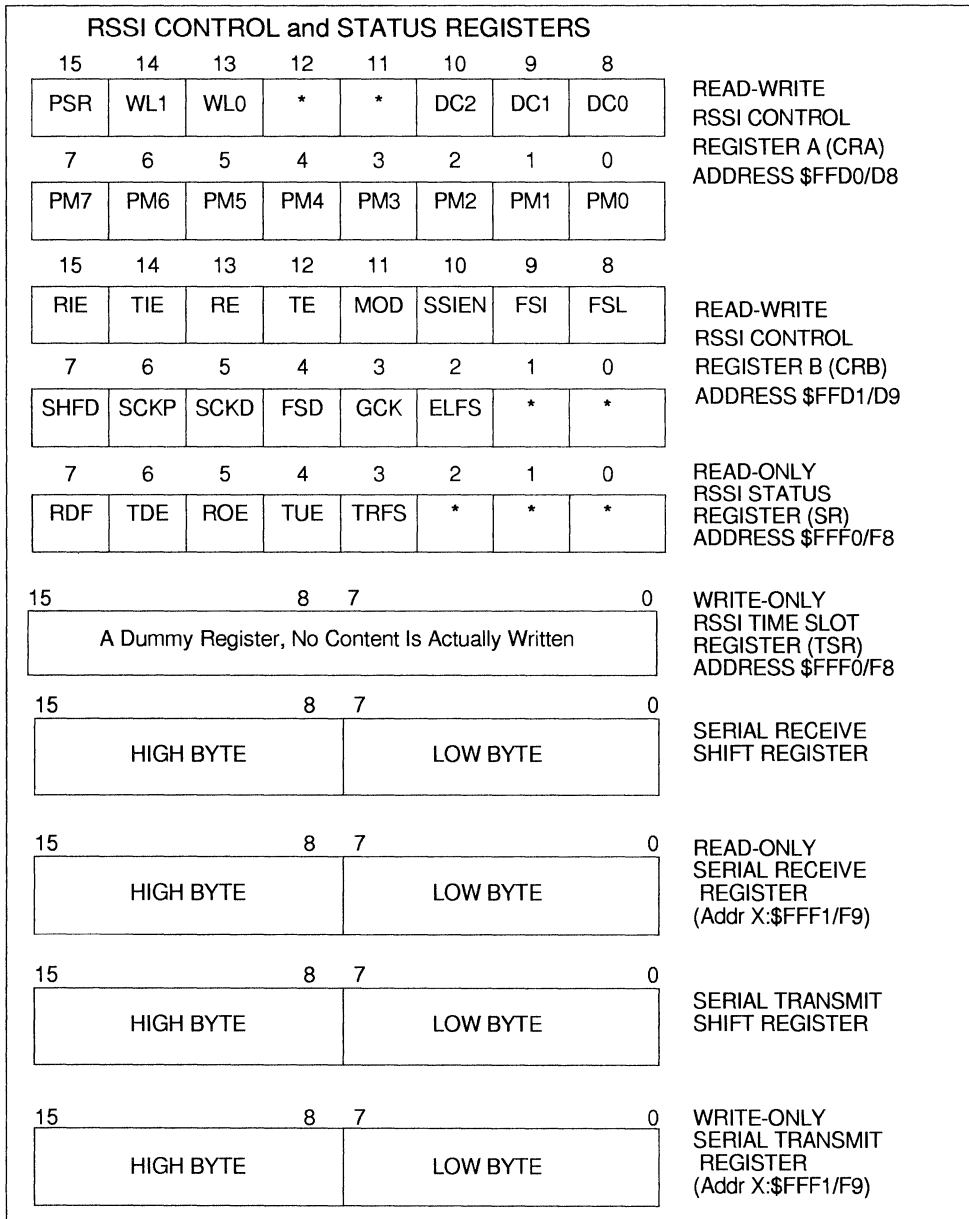 RSSI CONTROL and STATUS REGISTERS
15 14 13 12 11 10 9 8
PSR WL1 WL0 * * DC2 DC1 DC0
7 6 5 4 3 2 1 0
PM7 PM6 PM5 PM4 PM3 PM2 PM1 PM0
READ-WRITE
RSSI CONTROL
REGISTER A (CRA)
ADDRESS $FFD0/D8
15 14 13 12 11 10 9 8
RIE TIE RE TE MOD SSIEN FSI FSL
7 6 5 4 3 2 1 0
SHFD SCKP SCKD FSD GCK ELFS * *
READ-WRITE
RSSI CONTROL
REGISTER B (CRB)
ADDRESS $FFD1/D9
7 6 5 4 3 2 1 0
RDF TDE ROE TUE TRFS * * *
READ-ONLY
RSSI STATUS
REGISTER (SR)
ADDRESS $FFF0/F8
15 8 7 0
A Dummy Register, No Content Is Actually Written
WRITE-ONLY
RSSI TIME SLOT
REGISTER (TSR)
ADDRESS $FFF0/F8
15 8 7 0
HIGH BYTE LOW BYTE
SERIAL RECEIVE
SHIFT REGISTER
15 8 7 0
HIGH BYTE LOW BYTE
READ-ONLY
SERIAL RECEIVE
REGISTER
(Addr X:$FFF1/F9)
15 8 7 0
HIGH BYTE LOW BYTE
SERIAL TRANSMIT
SHIFT REGISTER
15 8 7 0
HIGH BYTE LOW BYTE
WRITE-ONLY
SERIAL TRANSMIT
REGISTER
(Addr X:$FFF1/F9)